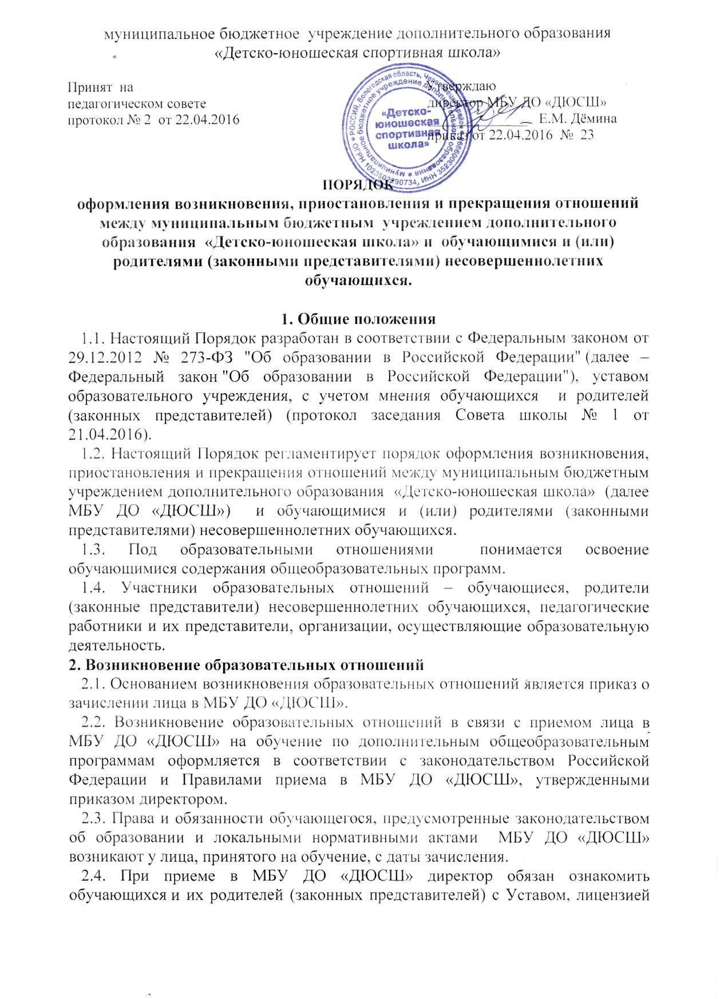 муниципальное бюджетное учреждение дополнительного образования
«Детско-юношеская спортивная школа»
Принят на
педагогическом совете
протокол № 2 от 22.04.2016
Утверждаю
директор МБУ ДО «ДЮСШ»
Е.М. Дёмина
приказ от 22.04.2016 № 23
* РОССИЯ, Вологодская область, Череповецкий район *
ОГРН 1023502290734, ИНН
* муниципальное бюджетное учреждение дополнительного образования
«Детско-
юношеская
спортивная
школа»
ПОРЯДОК
оформления возникновения, приостановления и прекращения отношений
между муниципальным бюджетным учреждением дополнительного
образования «Детско-юношеская школа» и обучающимися и (или)
родителями (законными представителями) несовершеннолетних
обучающихся.
1. Общие положения
1.1. Настоящий Порядок разработан в соответствии с Федеральным законом от
29.12.2012 № 273-ФЗ "Об образовании в Российской Федерации" (далее –
Федеральный закон "Об образовании в Российской Федерации"), уставом
образовательного учреждения, с учетом мнения обучающихся и родителей
(законных представителей) (протокол заседания Совета школы № 1 от
21.04.2016).
1.2. Настоящий Порядок регламентирует порядок оформления возникновения,
приостановления и прекращения отношений между муниципальным бюджетным
учреждением дополнительного образования «Детско-юношеская школа» (далее
МБУ ДО «ДЮСШ») и обучающимися и (или) родителями (законными
представителями) несовершеннолетних обучающихся.
1.3. Под образовательными отношениями понимается освоение
обучающимися содержания общеобразовательных программ.
1.4. Участники образовательных отношений – обучающиеся, родители
(законные представители) несовершеннолетних обучающихся, педагогические
работники и их представители, организации, осуществляющие образовательную
деятельность.
2. Возникновение образовательных отношений
2.1. Основанием возникновения образовательных отношений является приказ о
зачислении лица в МБУ ДО «ДЮСШ».
2.2. Возникновение образовательных отношений в связи с приемом лица в
МБУ ДО «ДЮСШ» на обучение по дополнительным общеобразовательным
программам оформляется в соответствии с законодательством Российской
Федерации и Правилами приема в МБУ ДО «ДЮСШ», утвержденными
приказом директором.
2.3. Права и обязанности обучающегося, предусмотренные законодательством
об образовании и локальными нормативными актами МБУ ДО «ДЮСШ»
возникают у лица, принятого на обучение, с даты зачисления.
2.4. При приеме в МБУ ДО «ДЮСШ» директор обязан ознакомить
обучающихся и их родителей (законных представителей) с Уставом, лицензией